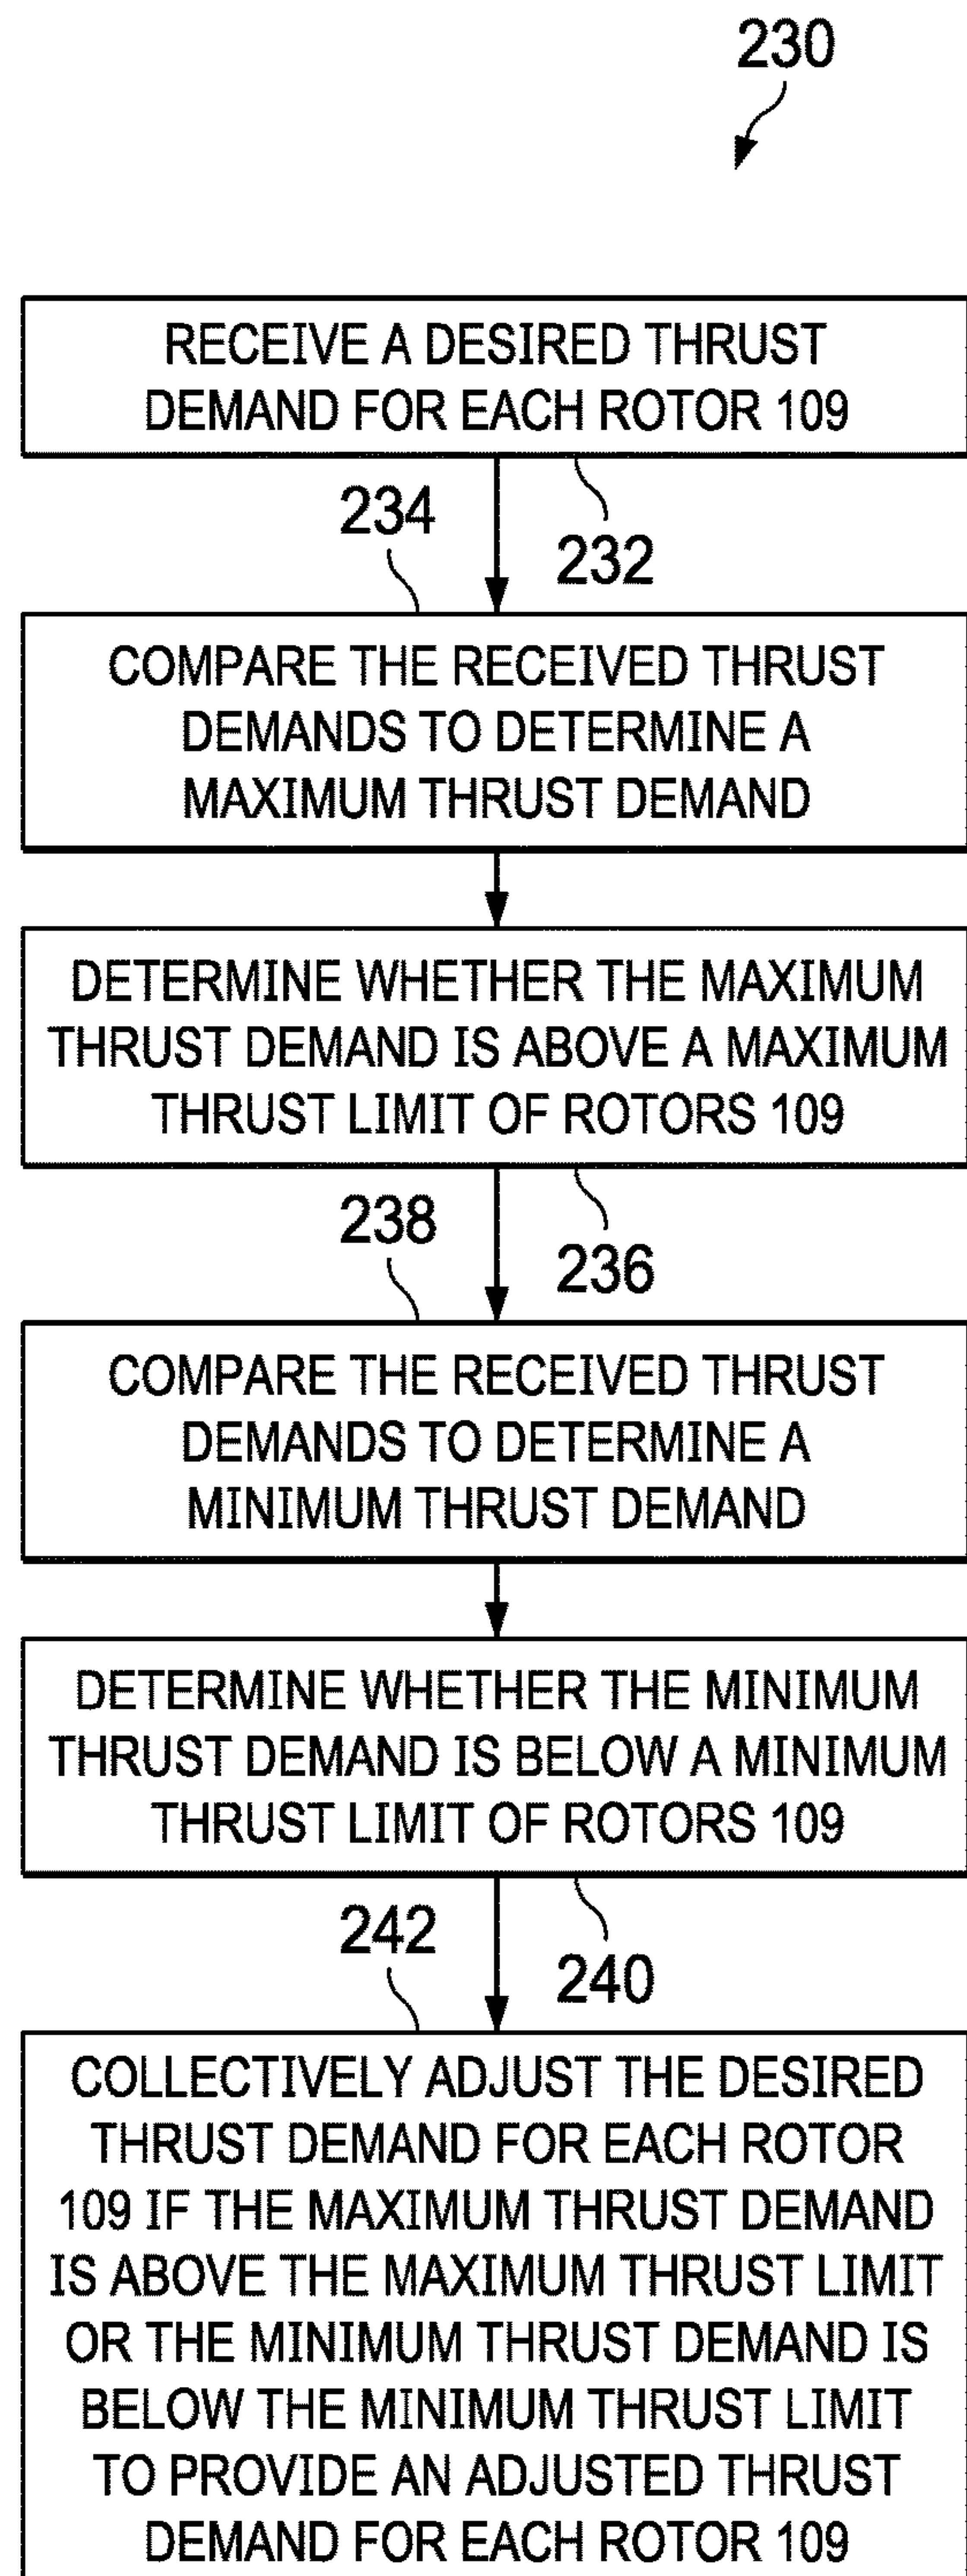 230
RECEIVE A DESIRED THRUST
DEMAND FOR EACH ROTOR 109
234
232
COMPARE THE RECEIVED THRUST
DEMANDS TO DETERMINE A
MAXIMUM THRUST DEMAND
DETERMINE WHETHER THE MAXIMUM
THRUST DEMAND IS ABOVE A MAXIMUM
THRUST LIMIT OF ROTORS 109
238
236
COMPARE THE RECEIVED THRUST
DEMANDS TO DETERMINE A
MINIMUM THRUST DEMAND
DETERMINE WHETHER THE MINIMUM
THRUST DEMAND IS BELOW A MINIMUM
THRUST LIMIT OF ROTORS 109
242
240
COLLECTIVELY ADJUST THE DESIRED
THRUST DEMAND FOR EACH ROTOR
109 IF THE MAXIMUM THRUST DEMAND
IS ABOVE THE MAXIMUM THRUST LIMIT
OR THE MINIMUM THRUST DEMAND IS
BELOW THE MINIMUM THRUST LIMIT
TO PROVIDE AN ADJUSTED THRUST
DEMAND FOR EACH ROTOR 109